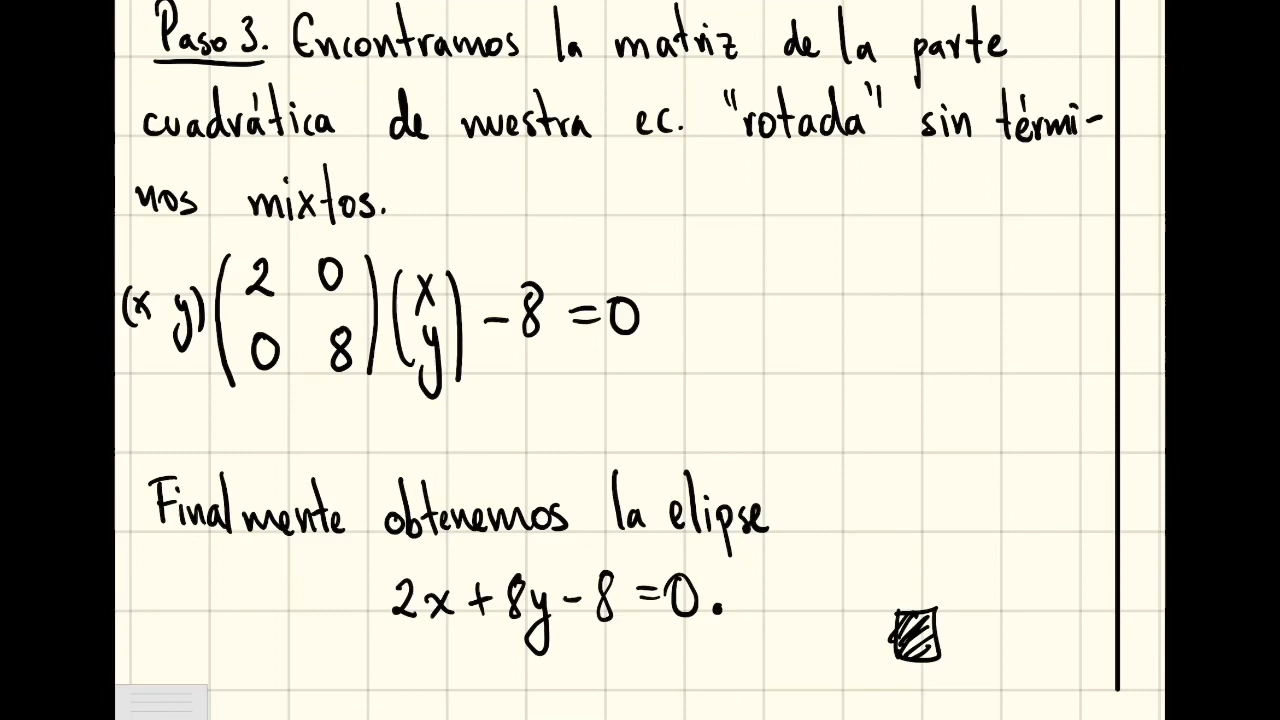 Paso 3. Encontramos la matriz de la parte
cuadrática de nuestra ec. "rotada" sin térmi-
nos mixtos.
(x y) (2 0
0 8) (x
y) - 8 = 0
Finalmente obtenemos la elipse
2x + 8y - 8 = 0.